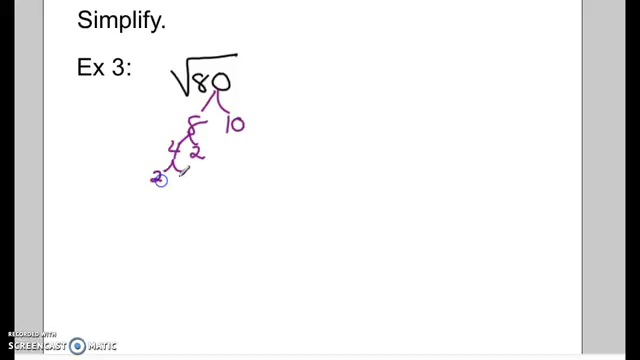 Simplify.
Ex 3: √80
8 10
4 2
2
RECORDED WITH
SCREENCAST MATIC